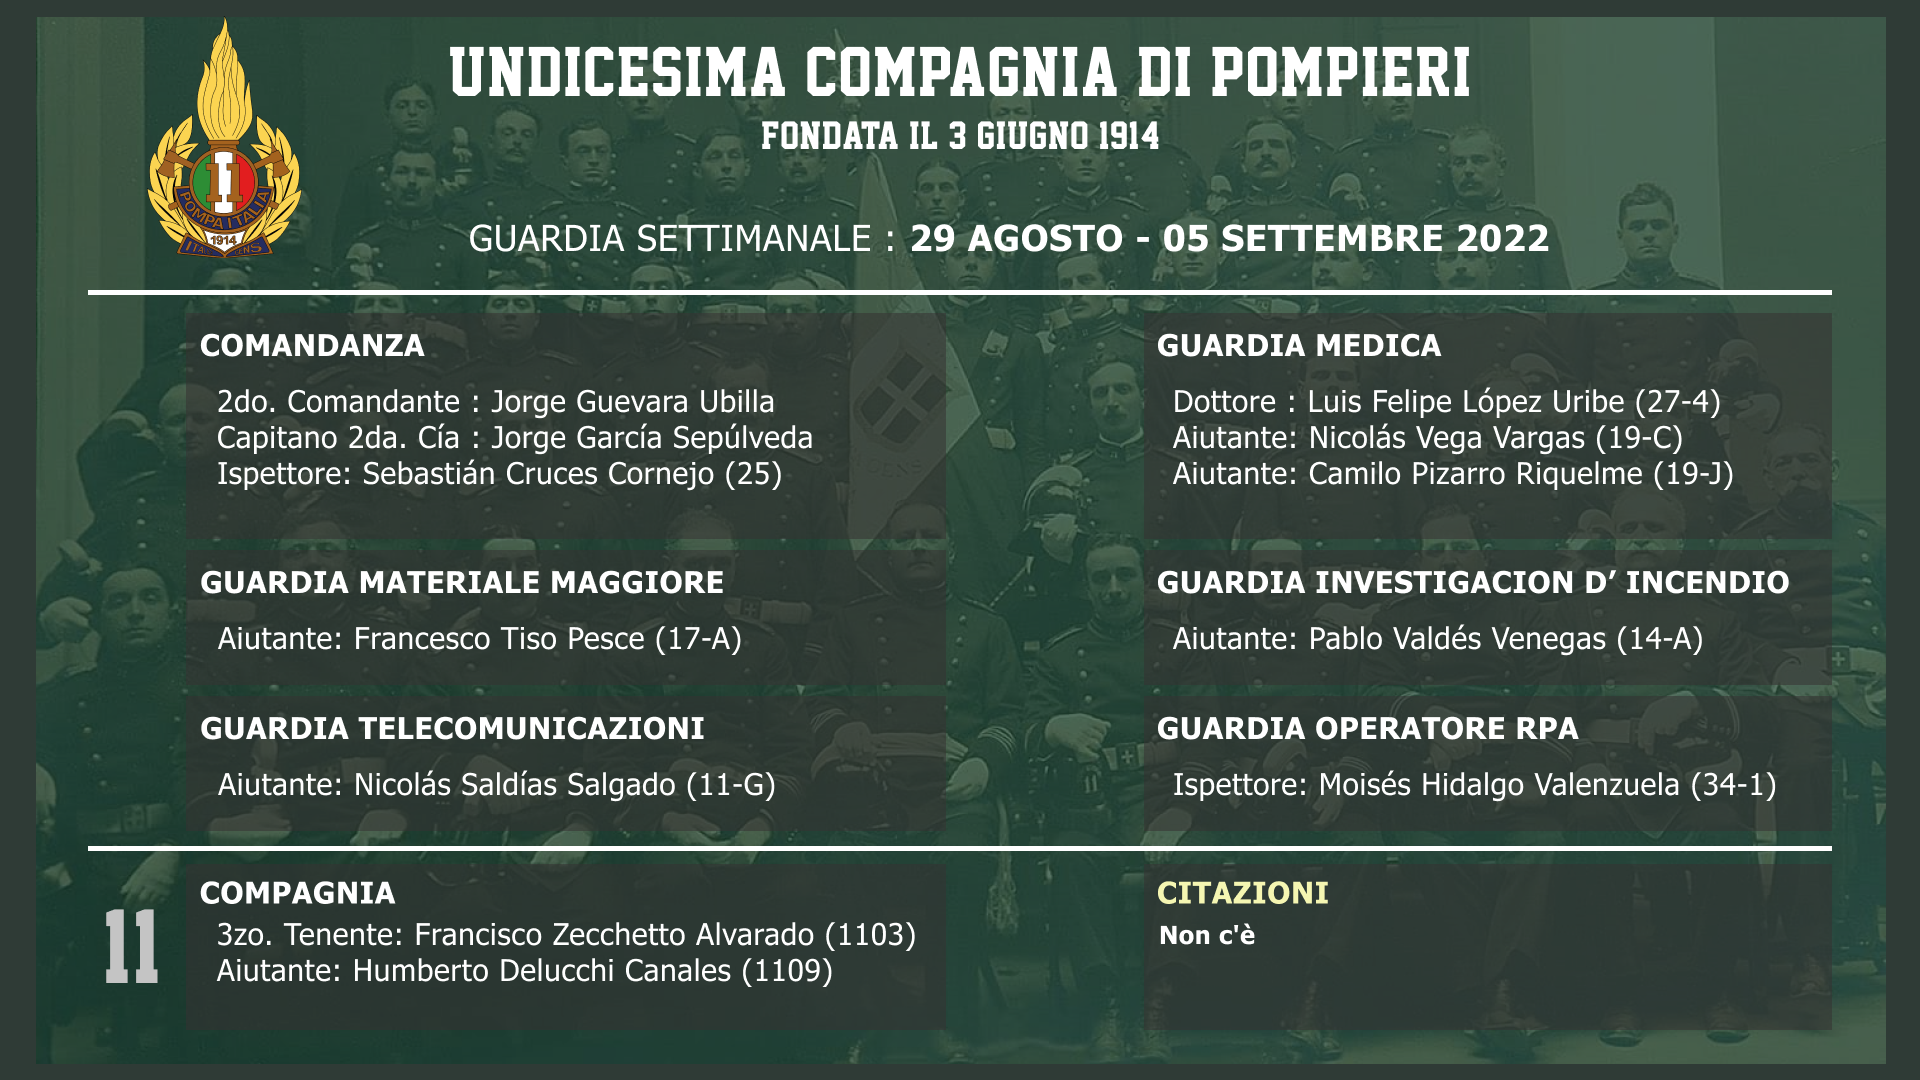 UNDICESIMA COMPAGNIA DI POMPIERI
FONDATA IL 3 GIUGNO 1914
11
POMPA ITALIA
1914
GUARDIA SETTIMANALE : 29 AGOSTO - 05 SETTEMBRE 2022
COMANDANZA
2do. Comandante : Jorge Guevara Ubilla
Capitano 2da. Cía : Jorge García Sepúlveda
Ispettore: Sebastián Cruces Cornejo (25)
GUARDIA MEDICA
Dottore : Luis Felipe López Uribe (27-4)
Aiutante: Nicolás Vega Vargas (19-C)
Aiutante: Camilo Pizarro Riquelme (19-J)
GUARDIA MATERIALE MAGGIORE
Aiutante: Francesco Tiso Pesce (17-A)
GUARDIA INVESTIGACION D’ INCENDIO
Aiutante: Pablo Valdés Venegas (14-A)
GUARDIA TELECOMUNICAZIONI
Aiutante: Nicolás Saldías Salgado (11-G)
GUARDIA OPERATORE RPA
Ispettore: Moisés Hidalgo Valenzuela (34-1)
11
COMPAGNIA
3zo. Tenente: Francisco Zecchetto Alvarado (1103)
Aiutante: Humberto Delucchi Canales (1109)
CITAZIONI
Non c'è